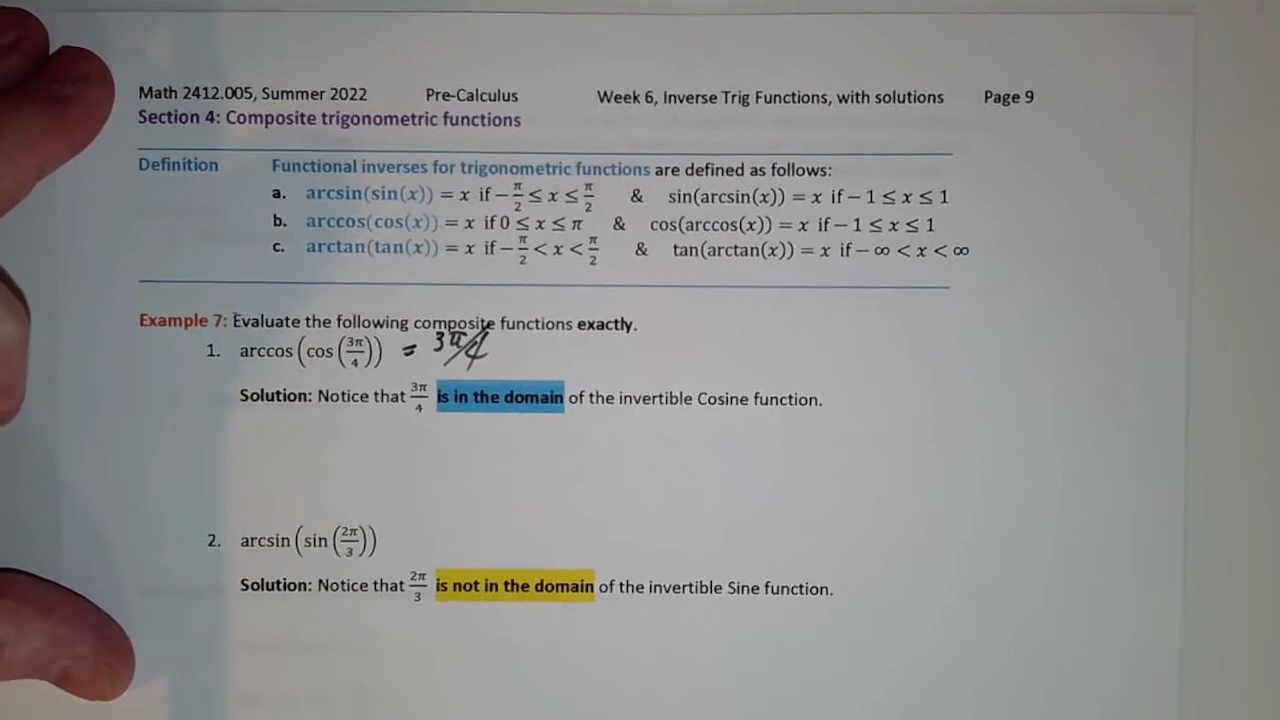 Math 2412.005, Summer 2022 Pre-Calculus Week 6, Inverse Trig Functions, with solutions Page 9
Section 4: Composite trigonometric functions
Definition Functional inverses for trigonometric functions are defined as follows:
a. arcsin(sin(x)) = x if − π/2 ≤ x ≤ π/2 & sin(arcsin(x)) = x if − 1 ≤ x ≤ 1
b. arccos(cos(x)) = x if 0 ≤ x ≤ π & cos(arccos(x)) = x if − 1 ≤ x ≤ 1
c. arctan(tan(x)) = x if − π/2 < x < π/2 & tan(arctan(x)) = x if − ∞ < x < ∞
Example 7: Evaluate the following composite functions exactly.
1. arccos (cos (3π/4)) = 3π/4
Solution: Notice that 3π/4 is in the domain of the invertible Cosine function.
2. arcsin (sin (2π/3))
Solution: Notice that 2π/3 is not in the domain of the invertible Sine function.